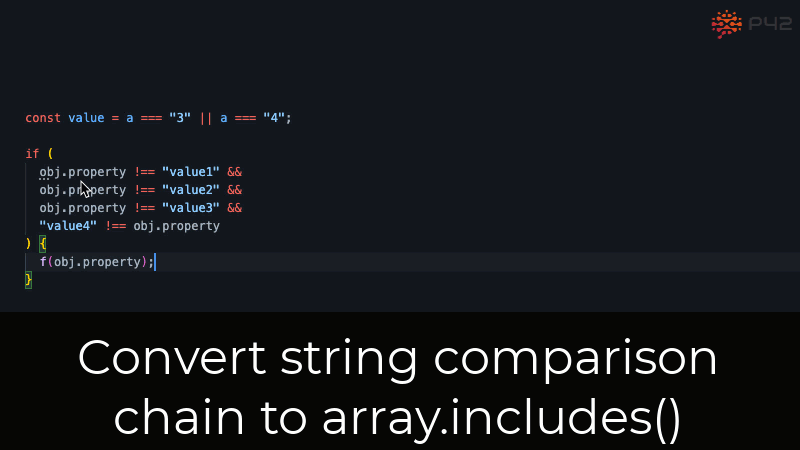 P42
const value = a === "3" || a === "4";
if (
obj.property !== "value1" &&
obj.property !== "value2" &&
obj.property !== "value3" &&
"value4" !== obj.property
) {
f(obj.property);
}
Convert string comparison
chain to array.includes()